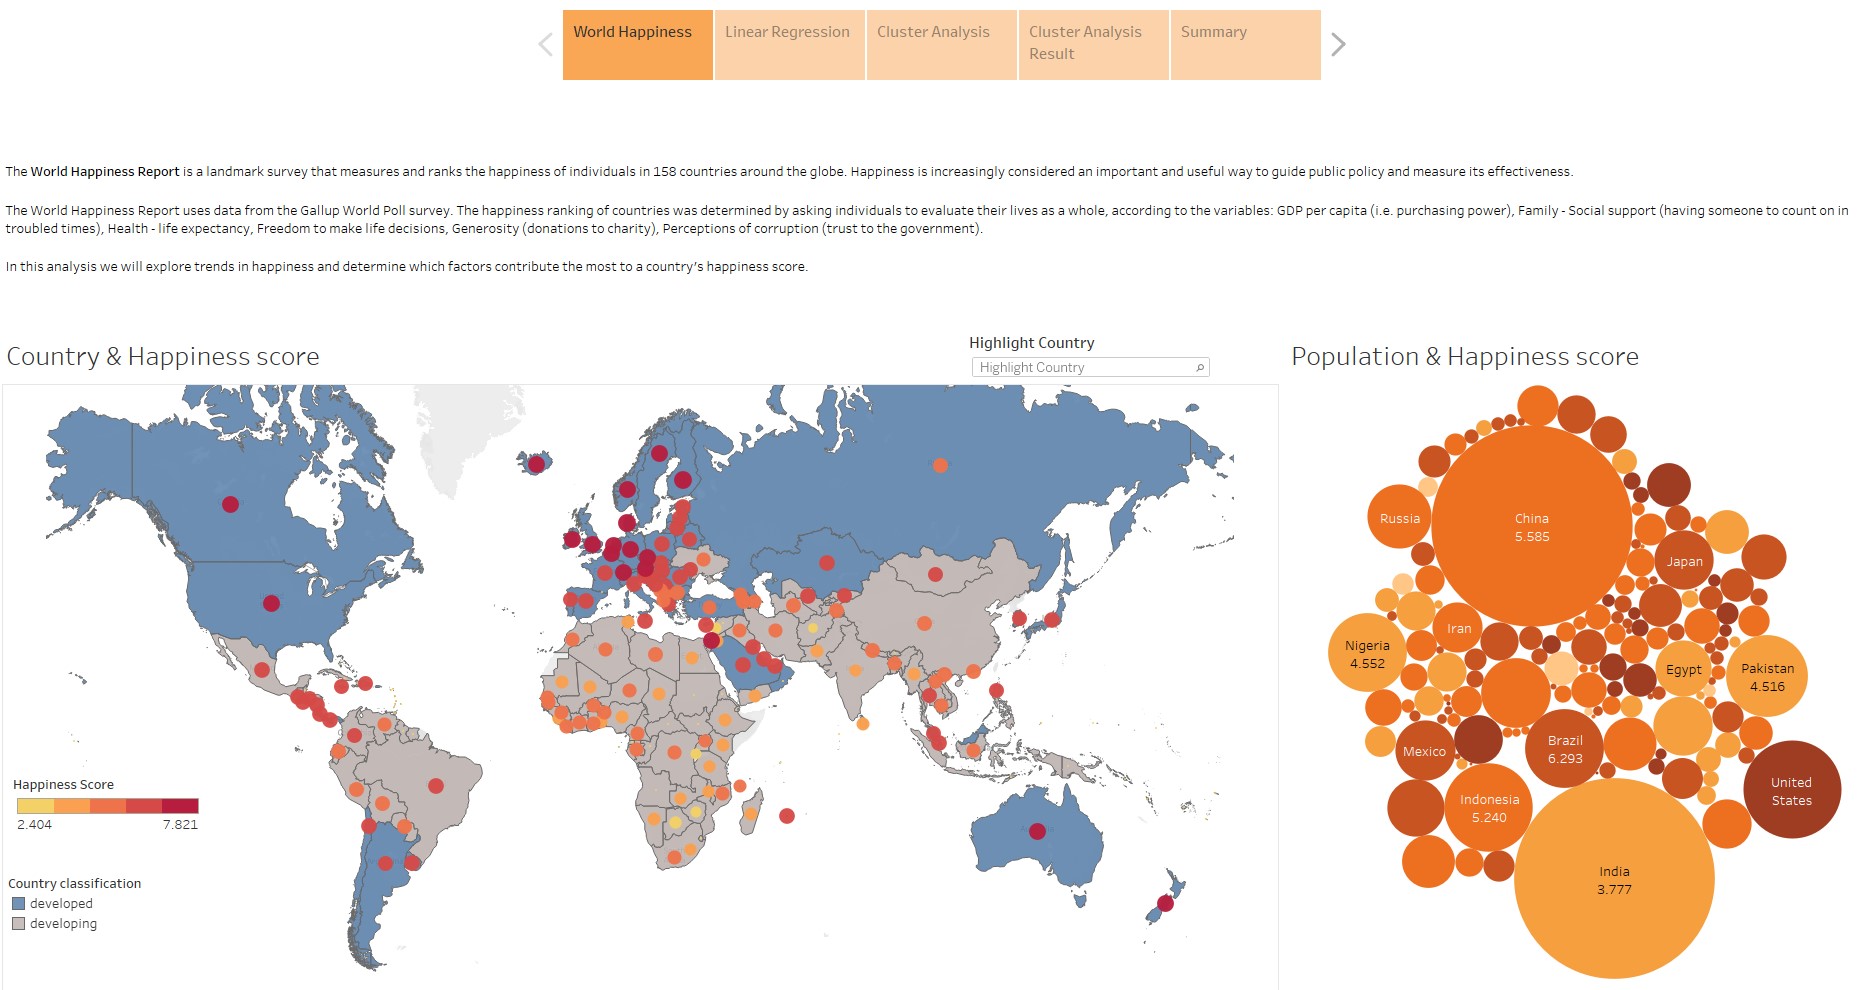 World Happiness
Linear Regression
Cluster Analysis
Cluster Analysis
Result
Summary
The World Happiness Report is a landmark survey that measures and ranks the happiness of individuals in 158 countries around the globe. Happiness is increasingly considered an important and useful way to guide public policy and measure its effectiveness.
The World Happiness Report uses data from the Gallup World Poll survey. The happiness ranking of countries was determined by asking individuals to evaluate their lives as a whole, according to the variables: GDP per capita (i.e. purchasing power), Family - Social support (having someone to count on in
troubled times), Health - life expectancy, Freedom to make life decisions, Generosity (donations to charity), Perceptions of corruption (trust to the government).
In this analysis we will explore trends in happiness and determine which factors contribute the most to a country's happiness score.
Country & Happiness score
Highlight Country
Highlight Country
Happiness Score
2.404
7.821
Country classification
developed
developing
Population & Happiness score
Russia
China
5.585
Japan
Iran
Nigeria
4.552
Egypt
Pakistan
4.516
Mexico
Brazil
6.293
United
States
Indonesia
5.240
India
3.777